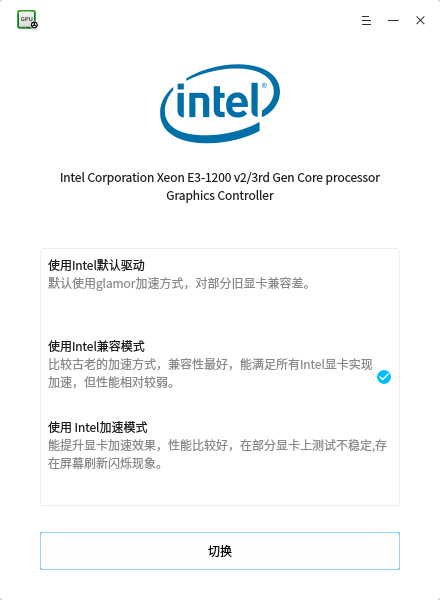 GPU
intel®
Intel Corporation Xeon E3-1200 v2/3rd Gen Core processor
Graphics Controller
使用Intel默认驱动
默认使用glamor加速方式，对部分旧显卡兼容差。
使用Intel兼容模式
比较古老的加速方式，兼容性最好，能满足所有Intel显卡实现
加速，但性能相对较弱。
使用 Intel加速模式
能提升显卡加速效果，性能比较好，在部分显卡上测试不稳定,存
在屏幕刷新闪烁现象。
切换